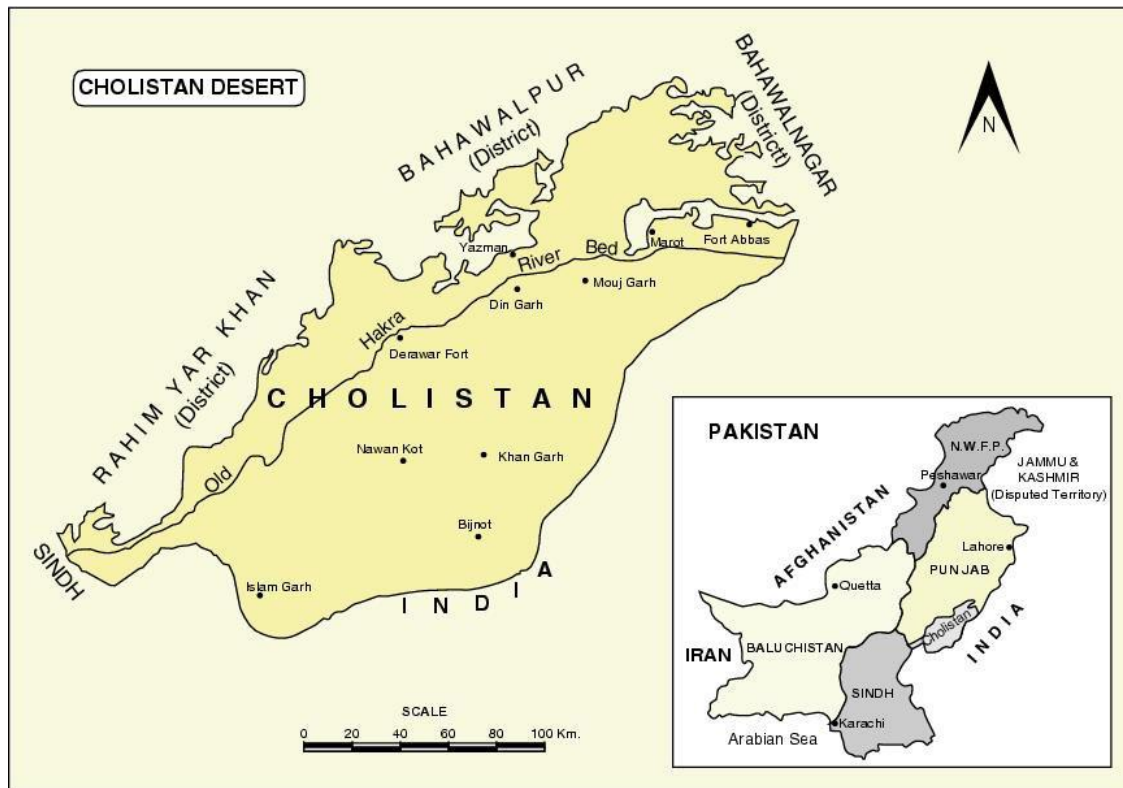 CHOLISTAN DESERT
BAHAWALPUR
(District)
BAHAWALNAGAR
(Districtt)
N
RAHIM YAR KHAN
(District)
SINDH
Yazman
Marot
Fort Abbas
Old Hakra River Bed
Din Garh
Mouj Garh
Derawar Fort
CHOLISTAN
Nawan Kot
Khan Garh
Bijnot
Islam Garh
INDIA
SCALE
0 20 40 60 80 100 Km.
PAKISTAN
N.W.F.P.
Peshawar
JAMMU &
KASHMIR
(Disputed Territory)
AFGHANISTAN
Lahore
PUNJAB
Quetta
Cholistan
INDIA
IRAN
BALUCHISTAN
SINDH
Karachi
Arabian Sea